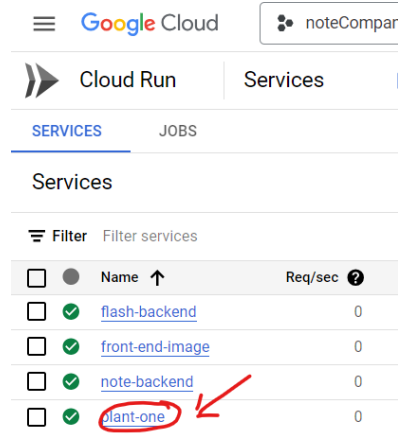 Google Cloud
noteCompan
Cloud Run
Services
SERVICES
JOBS
Services
Filter
Filter services
Name
Req/sec
flash-backend
0
front-end-image
0
note-backend
0
plant-one
0